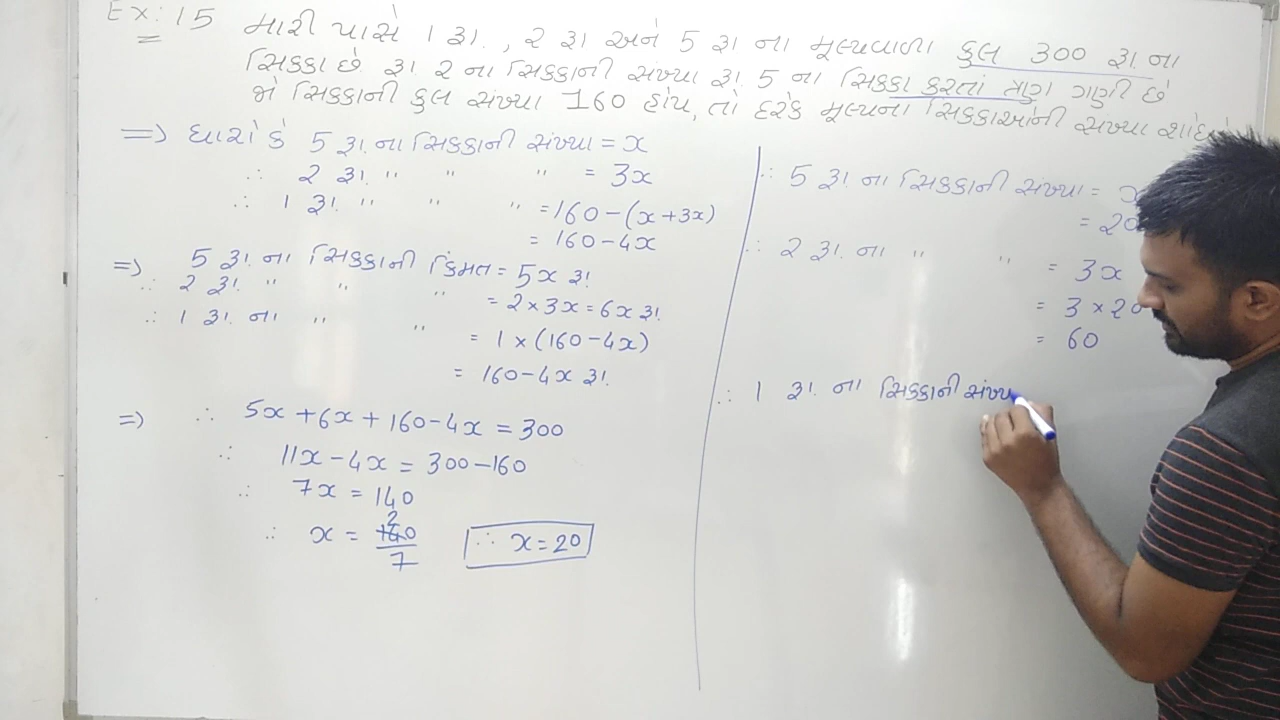 Ex: 15 મારી પાસે 1 રૂા., 2 રૂા અને 5 રૂા ના મૂલ્યવાળા કુલ 300 રૂા ના
સિક્કા છે રૂા 2 ના સિક્કાની સંખ્યા રૂા. 5 ના સિક્કા કરતાં ત્રણ ગણી છે
જો સિક્કાની કુલ સંખ્યા 160 હોય, તો દરેક મૂલ્યના સિક્કાઓની સંખ્યા
=> ધારો કે 5 રૂા. ના સિક્કાની સંખ્યા = x
∴ 2 રૂા. " " " = 3x
∴ 1 રૂા. " " " = 160 - (x + 3x)
= 160 - 4x
=> 5 રૂા. ના સિક્કાની કિંમત = 5x રૂા.
∴ 2 રૂા. " " " = 2 × 3x = 6x રૂા.
∴ 1 રૂા. ના " " = 1 × (160 - 4x)
= 160 - 4x રૂા.
=> ∴ 5x + 6x + 160 - 4x = 300
∴ 11x - 4x = 300 - 160
∴ 7x = 140
2
∴ x = 140
7
∴ x = 20
∴ 5 રૂા ના સિક્કાની સંખ્યા = x
= 20
∴ 2 રૂા. ના " " = 3x
= 3 × 20
= 60
∴ 1 રૂા. ના સિક્કાની સંખ્ય